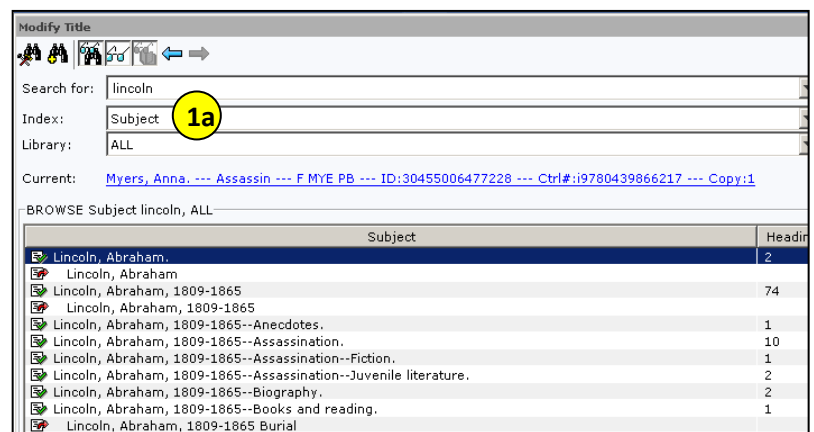 Modify Title
Search for: lincoln
Index: Subject 1a
Library: ALL
Current: Myers, Anna. --- Assassin --- F MYE PB --- ID:30455006477228 --- Ctrl#:i9780439866217 --- Copy:1
BROWSE Subject lincoln, ALL
Subject Headin
Lincoln, Abraham. 2
Lincoln, Abraham
Lincoln, Abraham, 1809-1865 74
Lincoln, Abraham, 1809-1865
Lincoln, Abraham, 1809-1865--Anecdotes. 1
Lincoln, Abraham, 1809-1865--Assassination. 10
Lincoln, Abraham, 1809-1865--Assassination--Fiction. 1
Lincoln, Abraham, 1809-1865--Assassination--Juvenile literature. 2
Lincoln, Abraham, 1809-1865--Biography. 2
Lincoln, Abraham, 1809-1865--Books and reading. 1
Lincoln, Abraham, 1809-1865 Burial